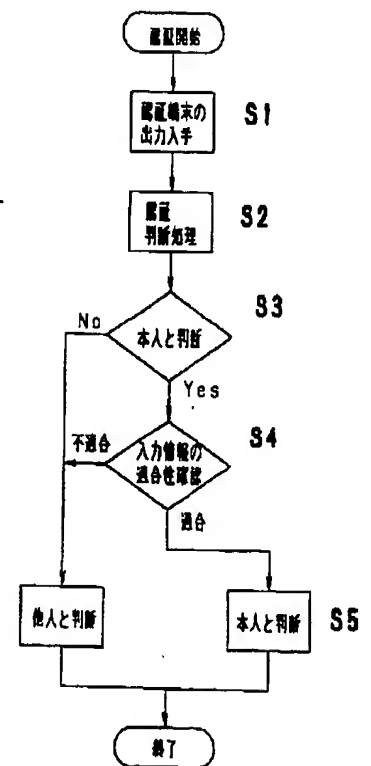 認証開始
認証端末の
出力入手
S1
認証
判断処理
S2
S3
No
本人と判断
Yes
S4
不適合
入力情報の
適合性確認
適合
他人と判断
本人と判断
S5
終了